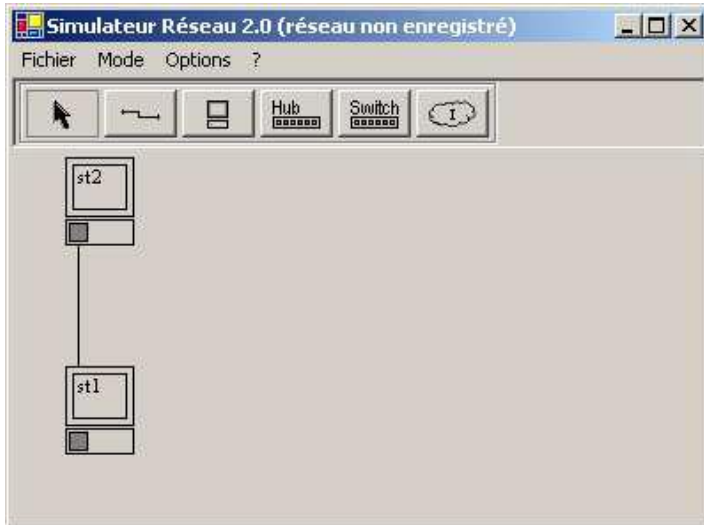 Simulateur Réseau 2.0 (réseau non enregistré)
Fichier Mode Options ?
Hub Switch I
st2
st1